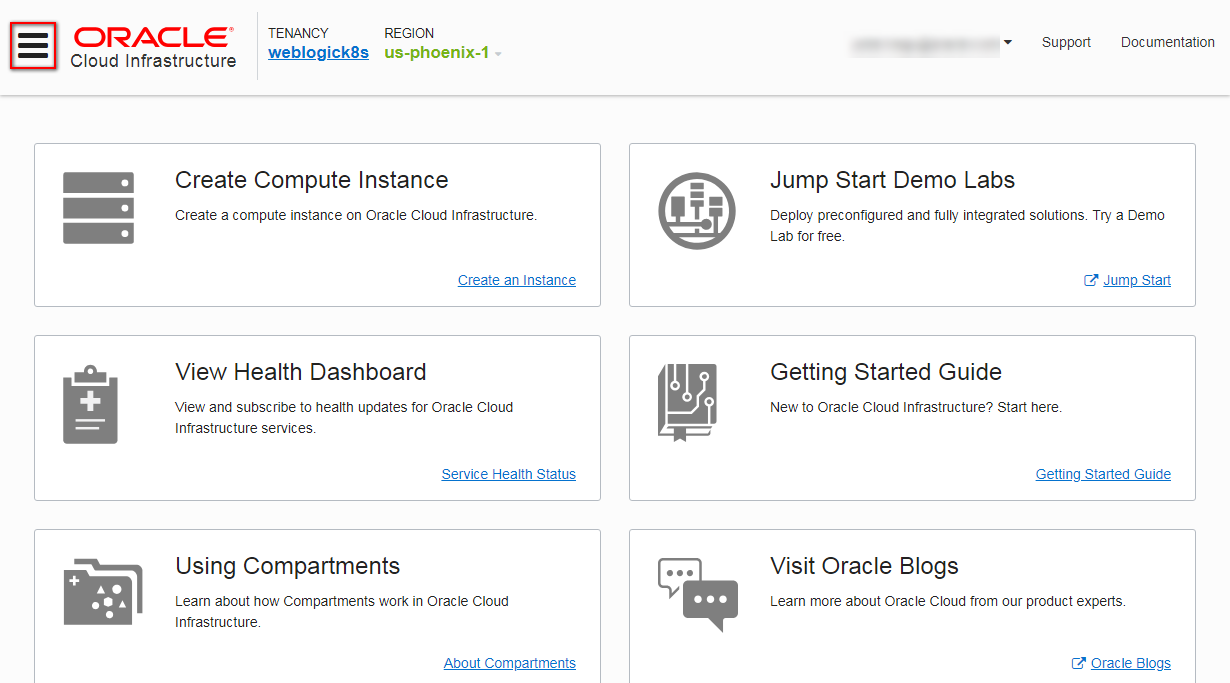 ORACLE
Cloud Infrastructure
TENANCY
weblogick8s
REGION
us-phoenix-1
Support
Documentation
Create Compute Instance
Create a compute instance on Oracle Cloud Infrastructure.
Create an Instance
Jump Start Demo Labs
Deploy preconfigured and fully integrated solutions. Try a Demo
Lab for free.
Jump Start
View Health Dashboard
View and subscribe to health updates for Oracle Cloud
Infrastructure services.
Service Health Status
Getting Started Guide
New to Oracle Cloud Infrastructure? Start here.
Getting Started Guide
Using Compartments
Learn about how Compartments work in Oracle Cloud
Infrastructure.
About Compartments
Visit Oracle Blogs
Learn more about Oracle Cloud from our product experts.
Oracle Blogs